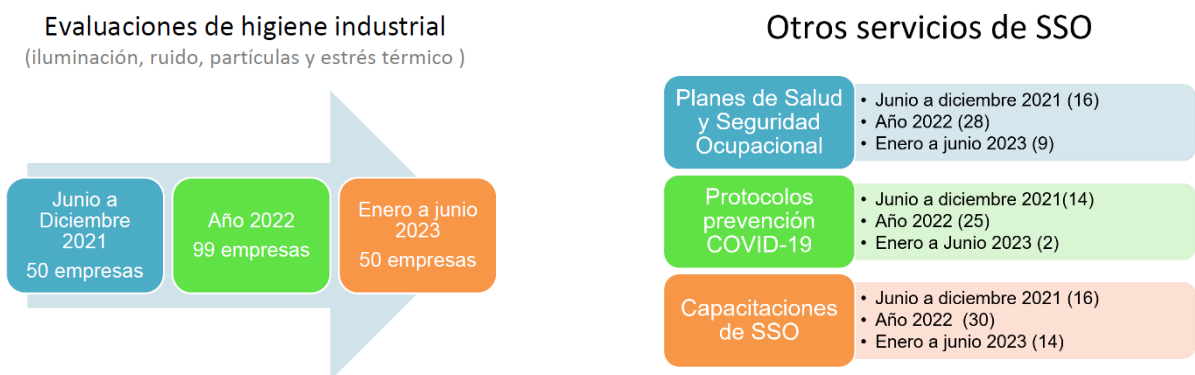 Evaluaciones de higiene industrial
(iluminación, ruido, partículas y estrés térmico )
Junio a
Diciembre
2021
50 empresas
Año 2022
99 empresas
Enero a junio
2023
50 empresas
Otros servicios de SSO
Planes de Salud
y Seguridad
Ocupacional
• Junio a diciembre 2021 (16)
• Año 2022 (28)
• Enero a junio 2023 (9)
Protocolos
prevención
COVID-19
• Junio a diciembre 2021(14)
• Año 2022 (25)
• Enero a Junio 2023 (2)
Capacitaciones
de SSO
• Junio a diciembre 2021 (16)
• Año 2022  (30)
• Enero a junio 2023 (14)